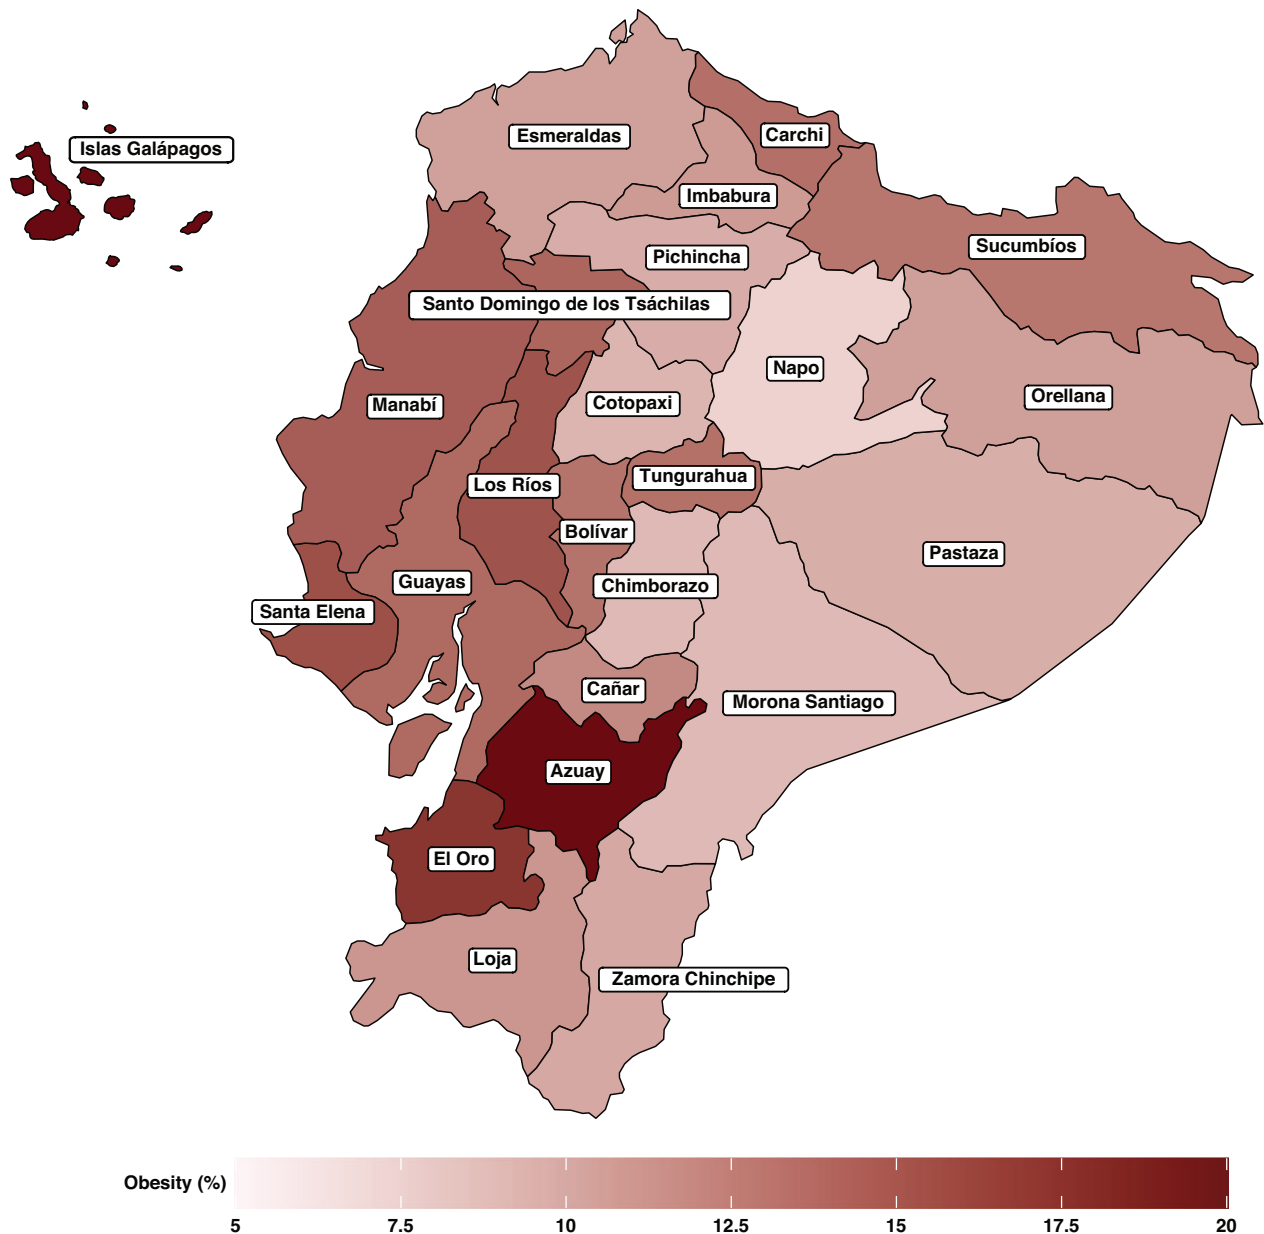 Esmeraldas
Carchi
Islas Galápagos
Imbabura
Sucumbíos
Pichincha
Santo Domingo de los Tsáchilas
Napo
Orellana
Manabí
Cotopaxi
Tungurahua
Los Ríos
Bolívar
Pastaza
Guayas
Chimborazo
Santa Elena
Cañar
Morona Santiago
Azuay
El Oro
Loja
Zamora Chinchipe
Obesity (%)
5 7.5 10 12.5 15 17.5 20